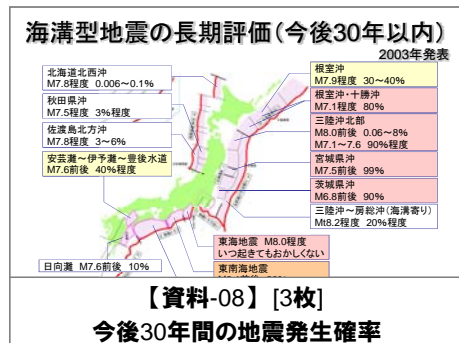 海溝型地震の長期評価(今後30年以内)
2003年発表
北海道北西沖
M7.8程度 0.006~0.1%
秋田県沖
M7.5程度 3%程度
佐渡島北方沖
M7.8程度 3~6%
安芸灘~伊予灘~豊後水道
M7.6前後 40%程度
根室沖
M7.9程度 30~40%
根室沖・十勝沖
M7.1程度 80%
三陸沖北部
M8.0前後 0.06~8%
M7.1~7.6 90%程度
宮城県沖
M7.5前後 99%
茨城県沖
M6.8前後 90%
三陸沖~房総沖(海溝寄り)
Mt8.2程度 20%程度
東海地震 M8.0程度
いつ起きてもおかしくない
日向灘 M7.6前後 10%
東南海地震
【資料-08】 [3枚]
今後30年間の地震発生確率